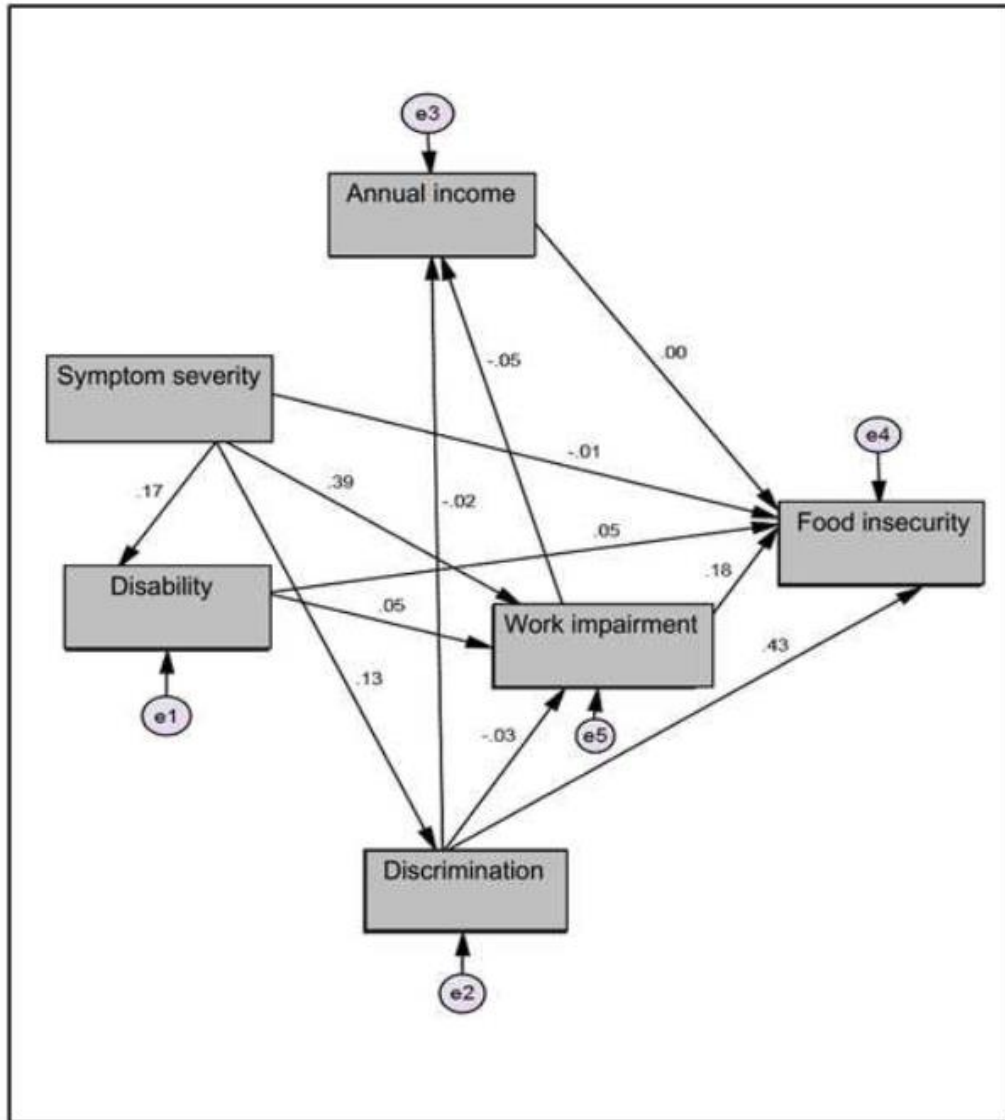 e3
Annual income
-.05
.00
Symptom severity
e4
-.01
.17
.39
-.02
Food insecurity
.05
.18
Disability
.05
Work impairment
.43
.13
e1
-.03
e5
Discrimination
e2